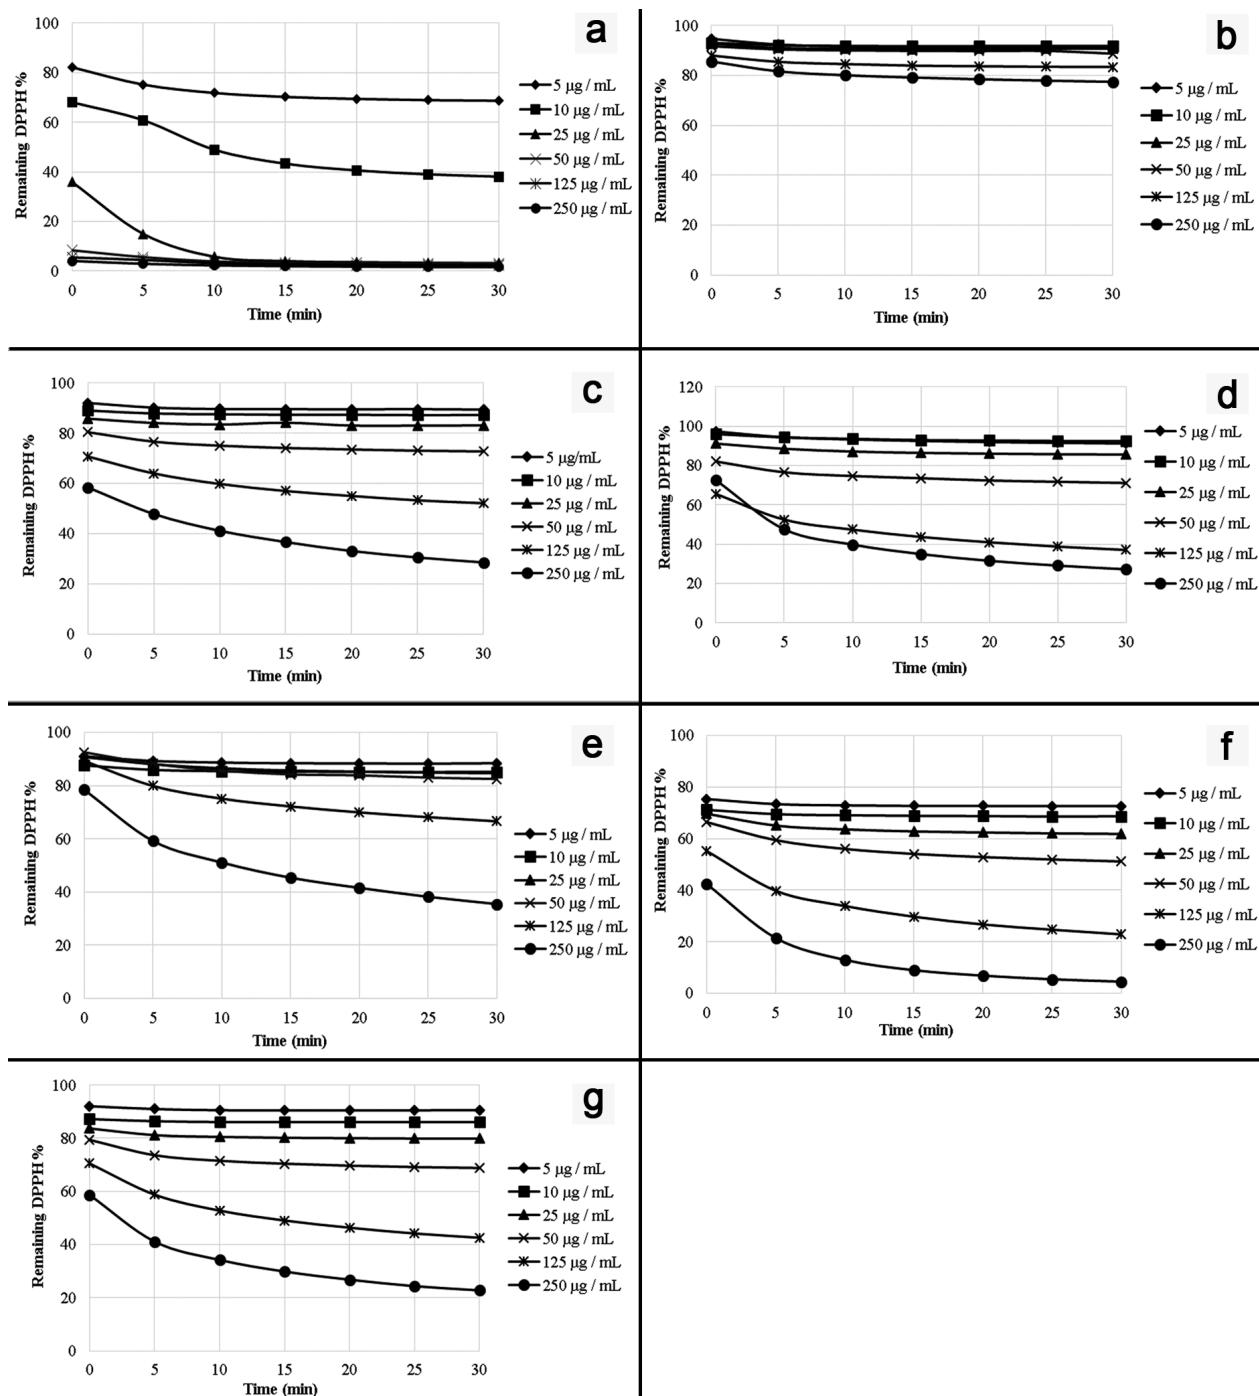 a
Remaining DPPH %
100
80
60
40
20
0
0 5 10 15 20 25 30
Time (min)
5 µg / mL
10 µg / mL
25 µg / mL
50 µg / mL
125 µg / mL
250 µg / mL
b
Remaining DPPH %
100
80
60
40
20
0
0 5 10 15 20 25 30
Time (min)
5 µg / mL
10 µg / mL
25 µg / mL
50 µg / mL
125 µg / mL
250 µg / mL
c
Remaining DPPH %
100
80
60
40
20
0
0 5 10 15 20 25 30
Time (min)
5 µg/mL
10 µg / mL
25 µg / mL
50 µg / mL
125 µg / mL
250 µg / mL
d
Remaining DPPH %
120
100
80
60
40
20
0
0 5 10 15 20 25 30
Time (min)
5 µg / mL
10 µg / mL
25 µg / mL
50 µg / mL
125 µg / mL
250 µg / mL
e
Remaining DPPH %
100
80
60
40
20
0
0 5 10 15 20 25 30
Time (min)
5 µg / mL
10 µg / mL
25 µg / mL
50 µg / mL
125 µg / mL
250 µg / mL
f
Remaining DPPH %
100
80
60
40
20
0
0 5 10 15 20 25 30
Time (min)
5 µg / mL
10 µg / mL
25 µg / mL
50 µg / mL
125 µg / mL
250 µg / mL
g
Remaining DPPH %
100
80
60
40
20
0
0 5 10 15 20 25 30
Time (min)
5 µg / mL
10 µg / mL
25 µg / mL
50 µg / mL
125 µg / mL
250 µg / mL